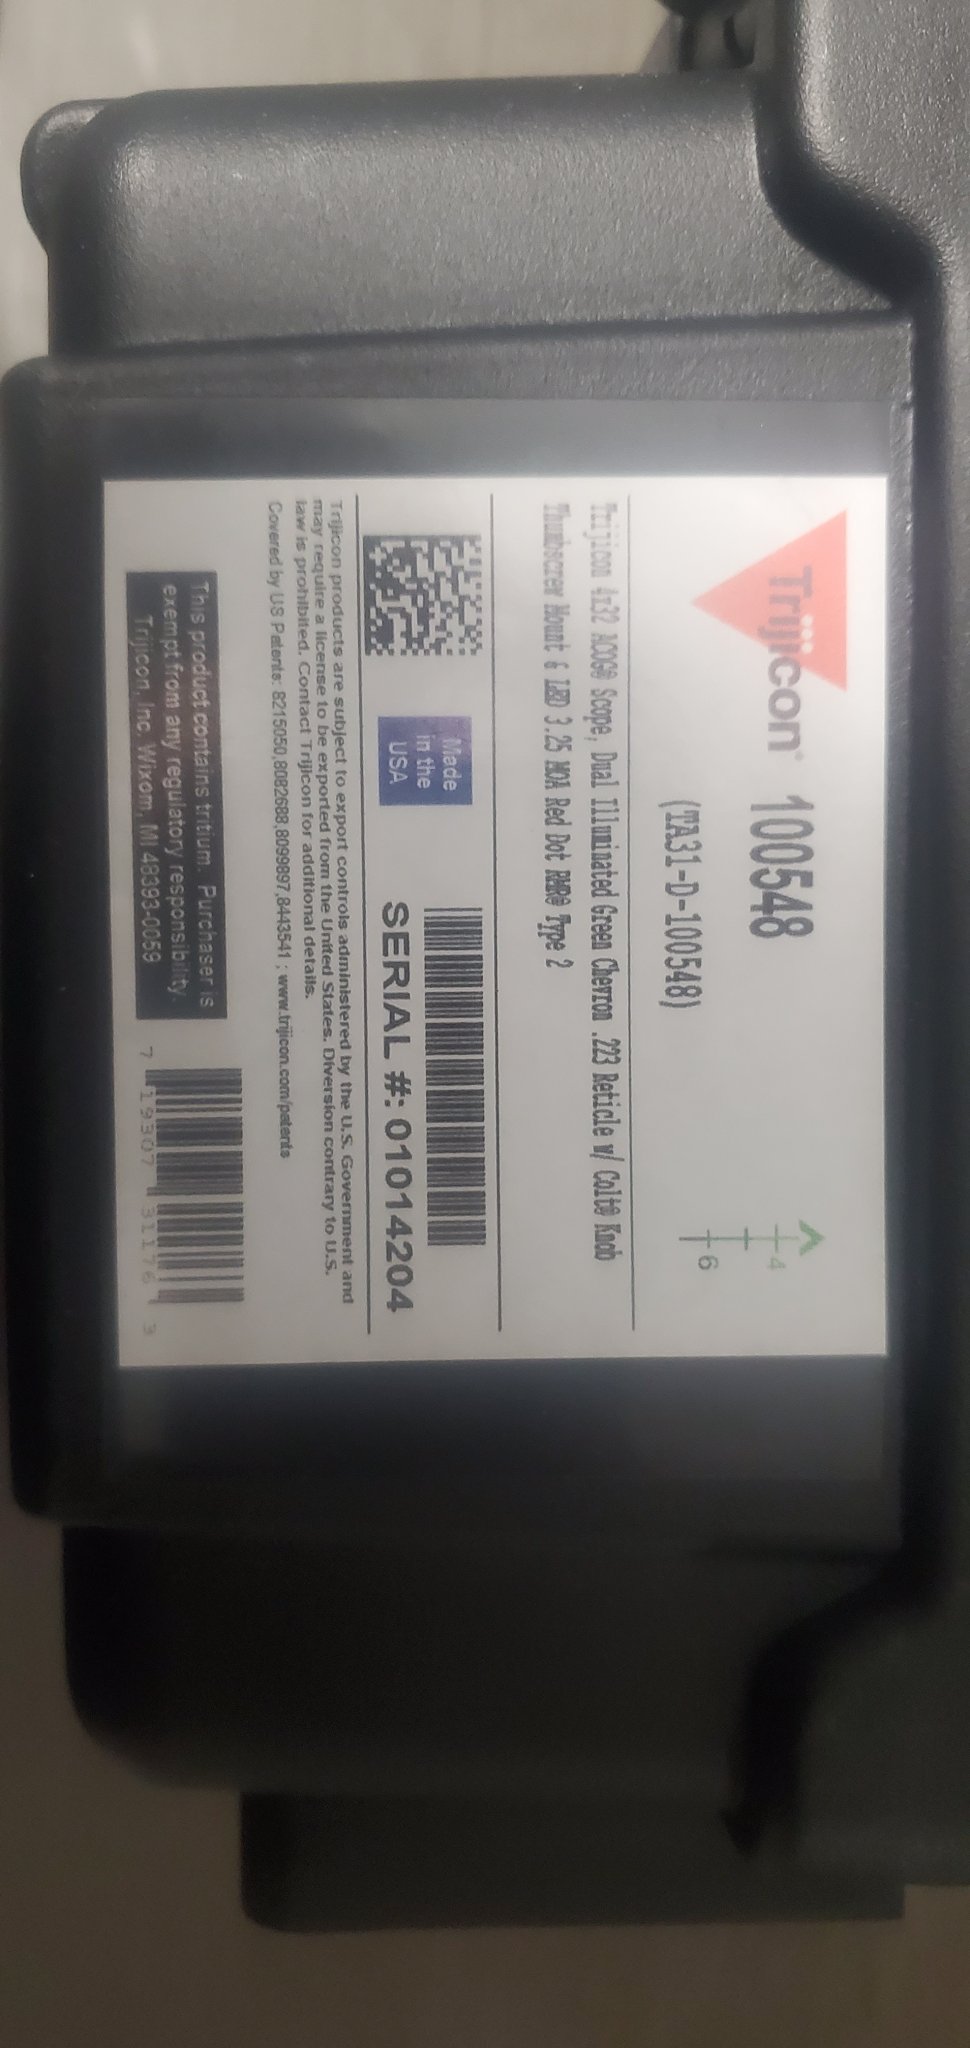 Trijicon® 100548
(TA31-D-100548)
4
6
Trijicon 4x32 ACOG® Scope, Dual Illuminated Green Chevron .223 Reticle w/ Colt® Knob
Thumbscrew Mount & LED 3.25 MOA Red Dot RMR® Type 2
Made
in the
USA
SERIAL #: 01014204
Trijicon products are subject to export controls administered by the U.S. Government and
may require a license to be exported from the United States. Diversion contrary to U.S.
law is prohibited. Contact Trijicon for additional details.
Covered by US Patents: 8215050,8082688,8099897,8443541 ; www.trijicon.com/patents
This product contains tritium. Purchaser is
exempt from any regulatory responsibility.
Trijicon, Inc. Wixom, MI 48393-0059
7 19307 31176 3